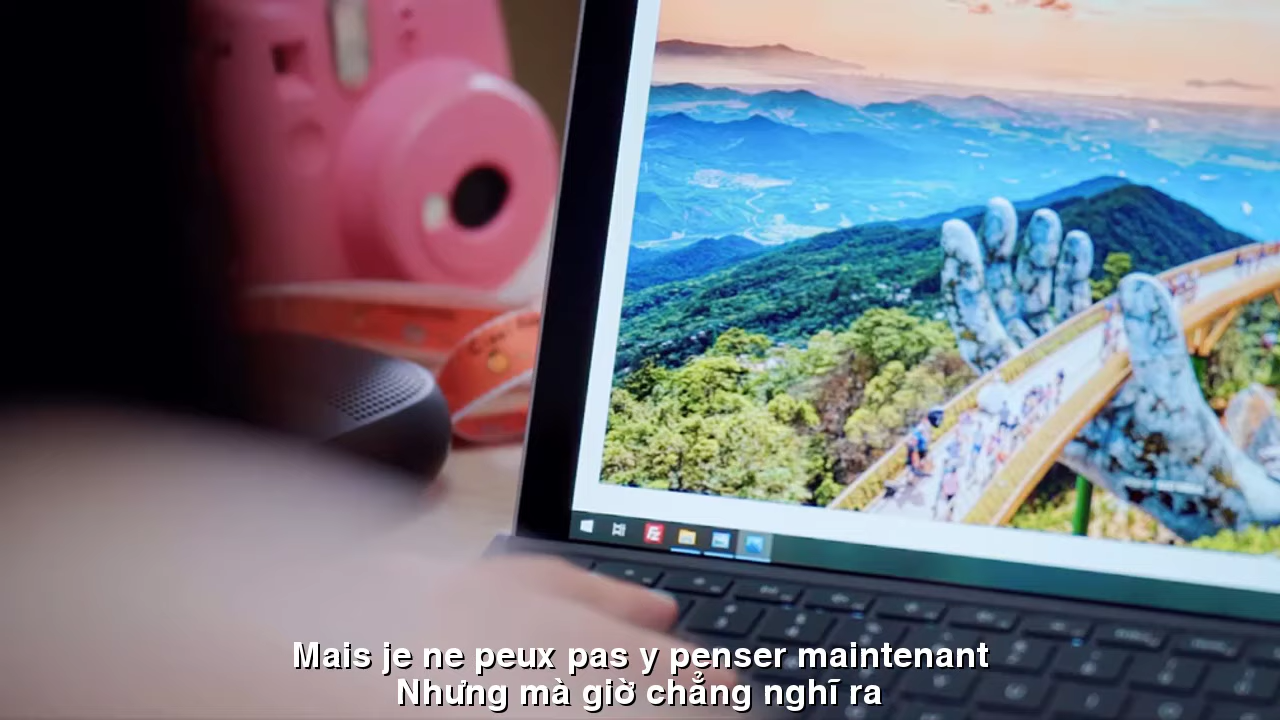 Mais je ne peux pas y penser maintenant
Nhưng mà giờ chẳng nghĩ ra